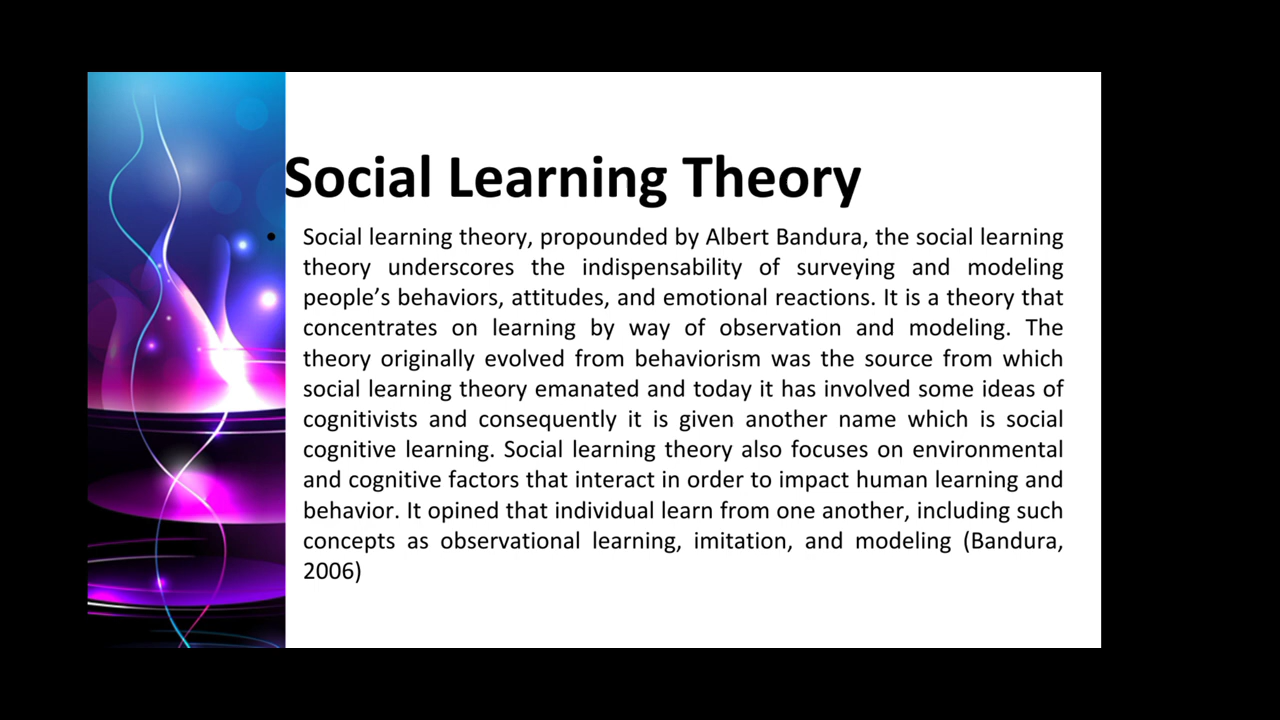 Social Learning Theory
• Social learning theory, propounded by Albert Bandura, the social learning
theory underscores the indispensability of surveying and modeling
people’s behaviors, attitudes, and emotional reactions. It is a theory that
concentrates on learning by way of observation and modeling. The
theory originally evolved from behaviorism was the source from which
social learning theory emanated and today it has involved some ideas of
cognitivists and consequently it is given another name which is social
cognitive learning. Social learning theory also focuses on environmental
and cognitive factors that interact in order to impact human learning and
behavior. It opined that individual learn from one another, including such
concepts as observational learning, imitation, and modeling (Bandura,
2006)